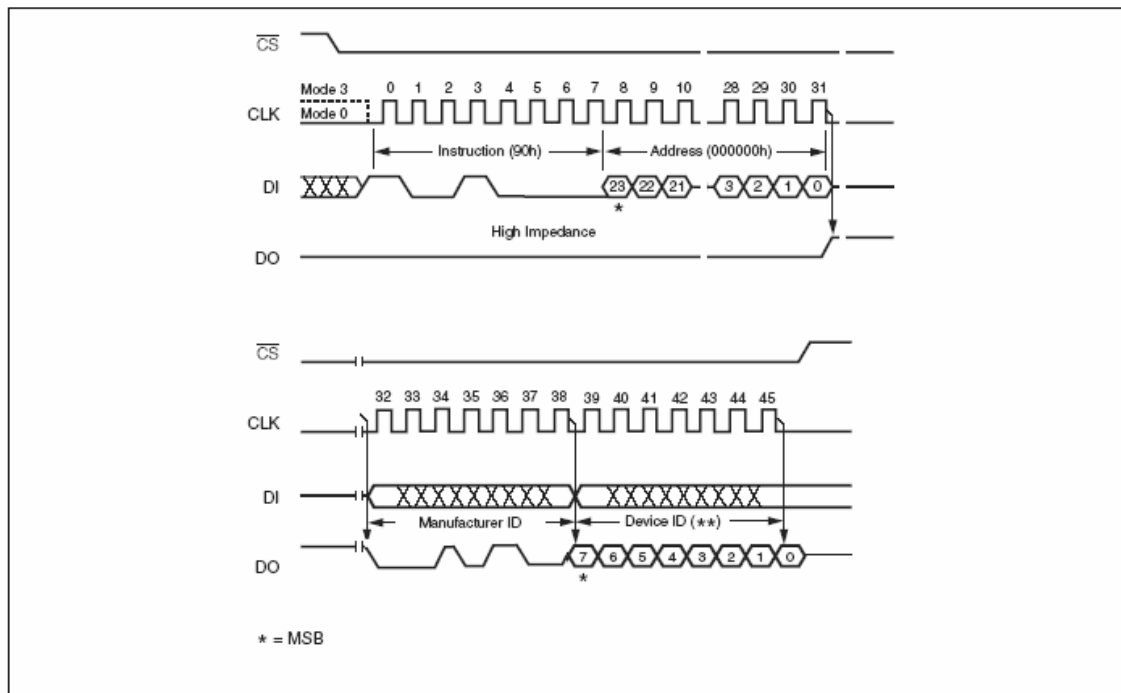 CS
Mode 3 0 1 2 3 4 5 6 7 8 9 10 28 29 30 31
CLK Mode 0
Instruction (90h) Address (000000h)
DI 23 22 21 3 2 1 0
*
High Impedance
DO
CS
32 33 34 35 36 37 38 39 40 41 42 43 44 45
CLK
DI
Manufacturer ID Device ID (**)
DO 7 6 5 4 3 2 1 0
*
* = MSB